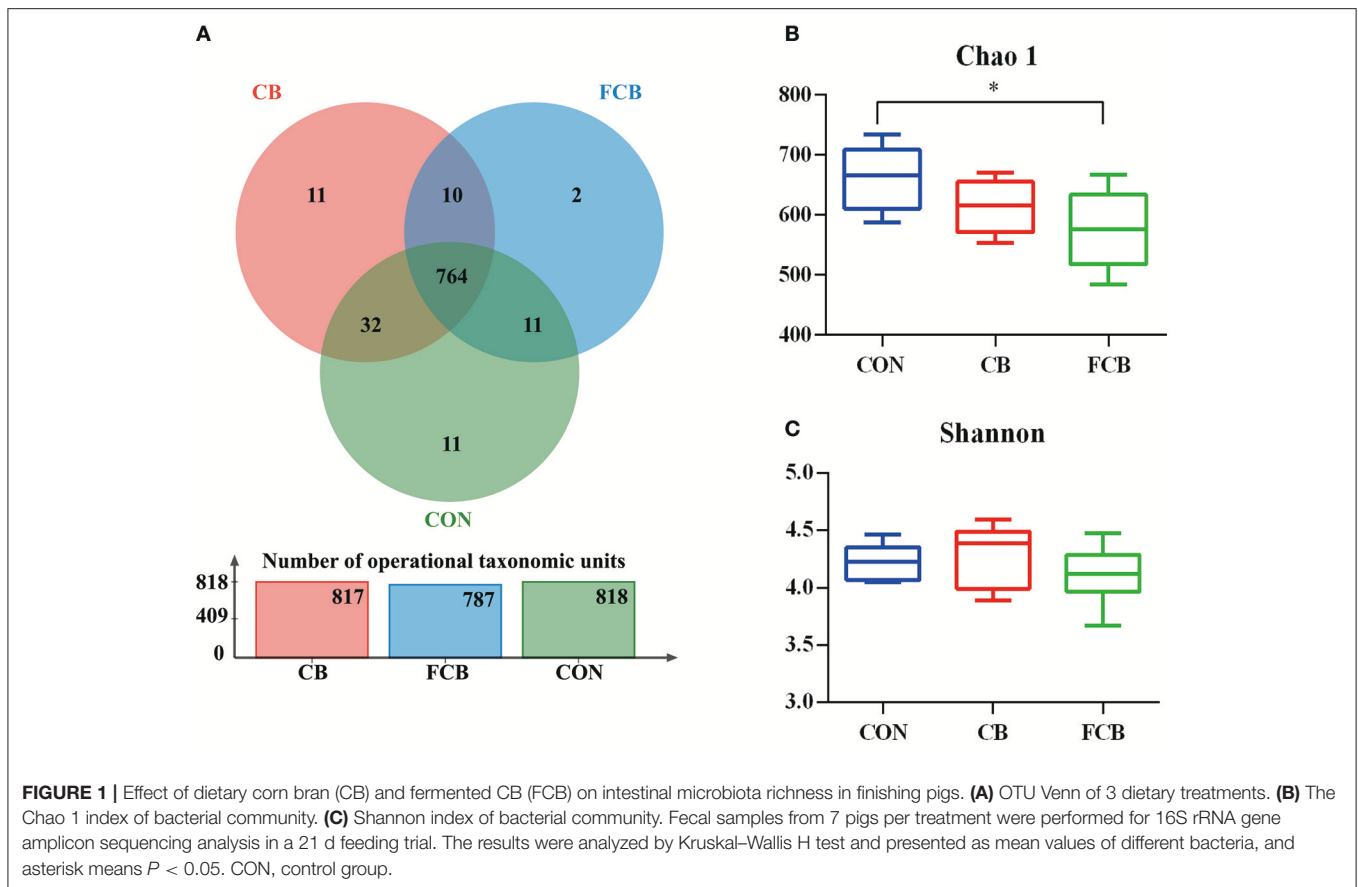 A
CB
FCB
11
10
2
764
32
11
11
CON
Number of operational taxonomic units
818
409
0
817
787
818
CB
FCB
CON
B
Chao 1
*
800
700
600
500
400
CON
CB
FCB
C
Shannon
5.0
4.5
4.0
3.5
3.0
CON
CB
FCB
FIGURE 1 | Effect of dietary corn bran (CB) and fermented CB (FCB) on intestinal microbiota richness in finishing pigs. (A) OTU Venn of 3 dietary treatments. (B) The
Chao 1 index of bacterial community. (C) Shannon index of bacterial community. Fecal samples from 7 pigs per treatment were performed for 16S rRNA gene
amplicon sequencing analysis in a 21 d feeding trial. The results were analyzed by Kruskal–Wallis H test and presented as mean values of different bacteria, and
asterisk means P < 0.05. CON, control group.